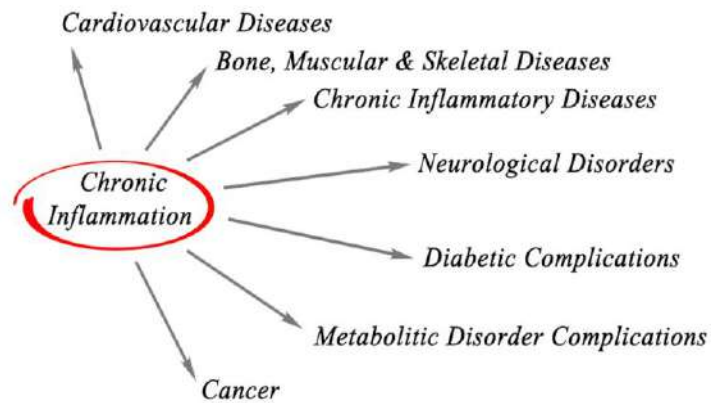 Cardiovascular Diseases
Bone, Muscular & Skeletal Diseases
Chronic Inflammatory Diseases
Neurological Disorders
Chronic
Inflammation
Diabetic Complications
Metabolitic Disorder Complications
Cancer